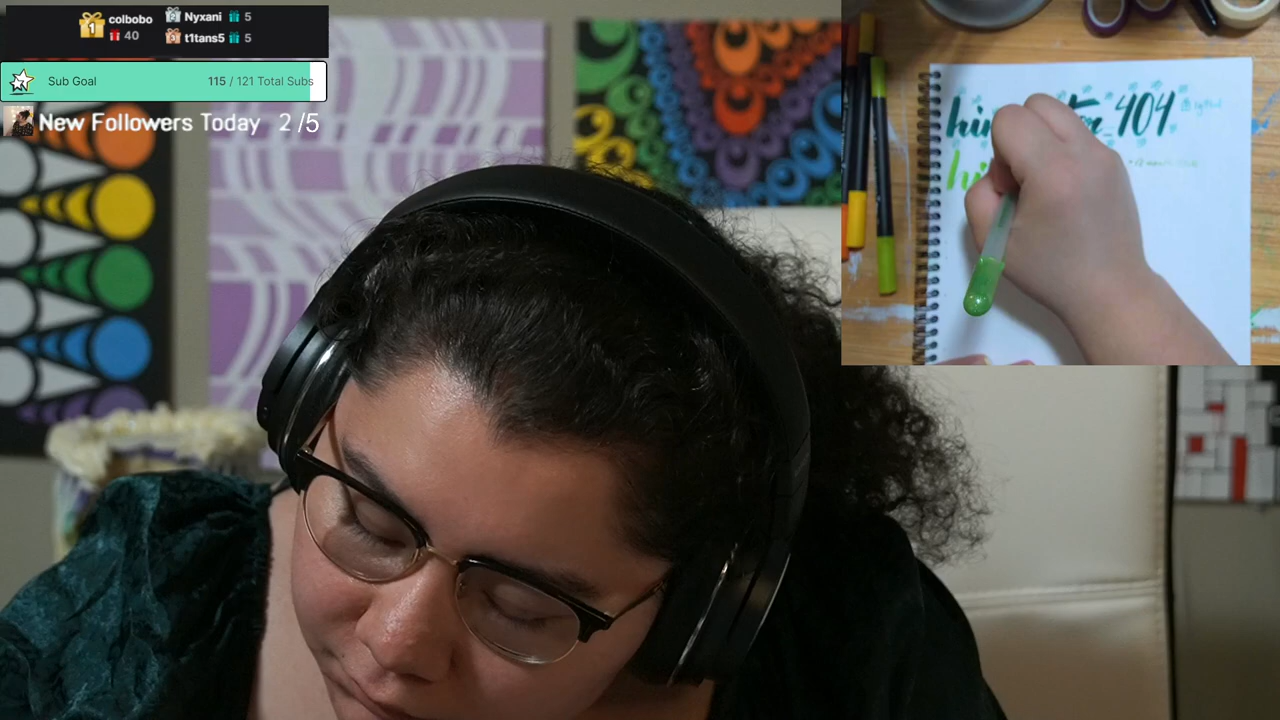 colbobo
40
Nyxani 5
t1tans5 5
Sub Goal 115 / 121 Total Subs
New Followers Today 2 /5
404